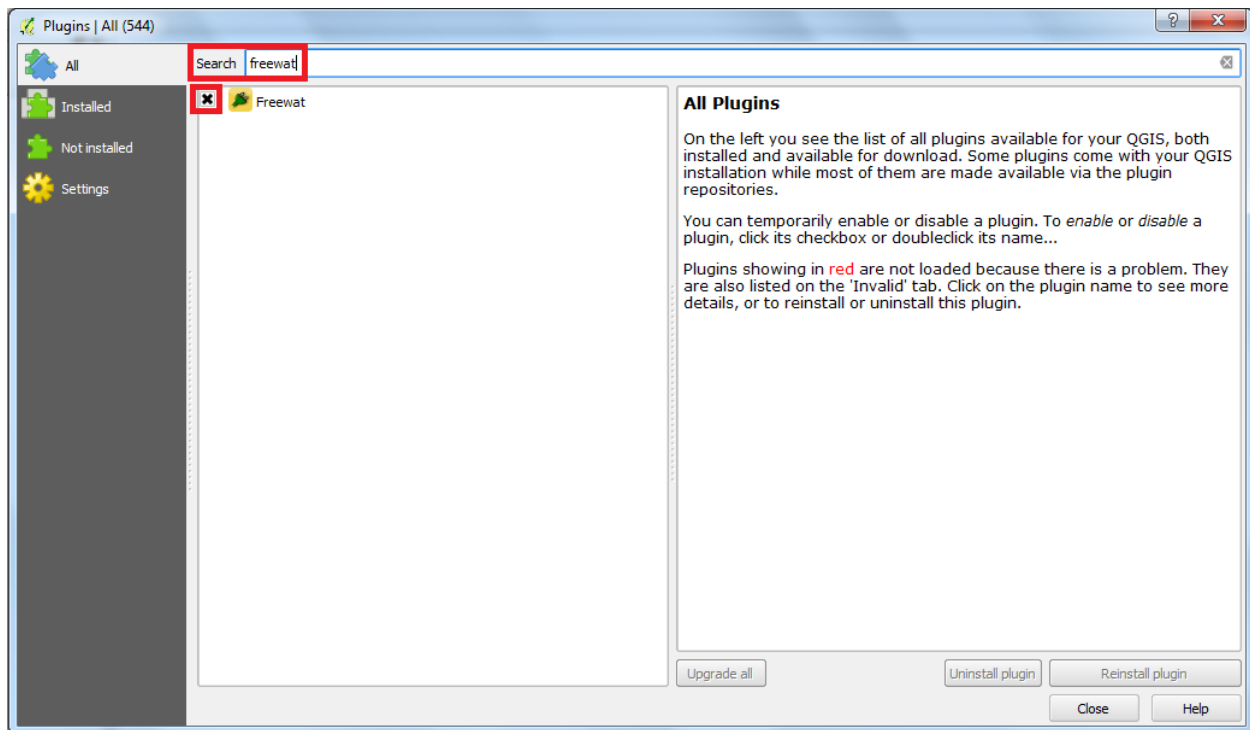 Plugins | All (544)
?
X
All
Installed
Not installed
Settings
Search freewat
Freewat
All Plugins
On the left you see the list of all plugins available for your QGIS, both
installed and available for download. Some plugins come with your QGIS
installation while most of them are made available via the plugin
repositories.
You can temporarily enable or disable a plugin. To enable or disable a
plugin, click its checkbox or doubleclick its name...
Plugins showing in red are not loaded because there is a problem. They
are also listed on the 'Invalid' tab. Click on the plugin name to see more
details, or to reinstall or uninstall this plugin.
Upgrade all
Uninstall plugin
Reinstall plugin
Close
Help